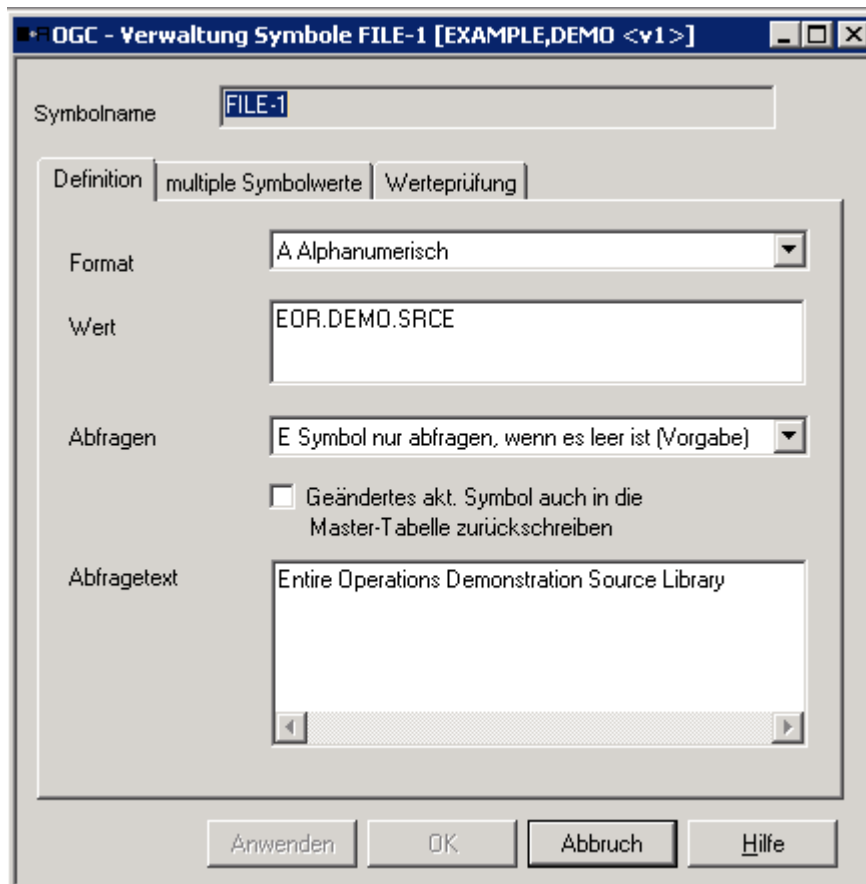 OGC - Verwaltung Symbole FILE-1 [EXAMPLE,DEMO <v1>]
Symbolname FILE-1
Definition multiple Symbolwerte Werteprüfung
Format A Alphanumerisch
Wert EOR.DEMO.SRCE
Abfragen E Symbol nur abfragen, wenn es leer ist (Vorgabe)
Geändertes akt. Symbol auch in die
Master-Tabelle zurückschreiben
Abfragetext Entire Operations Demonstration Source Library
Anwenden OK Abbruch Hilfe